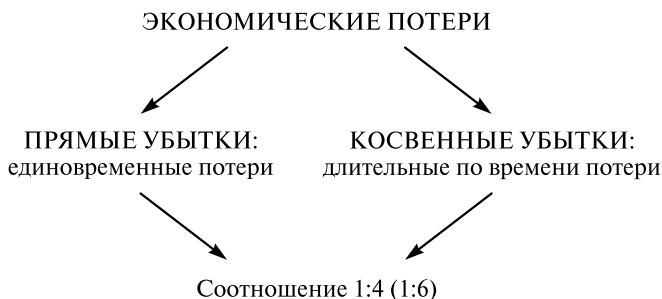 ЭКОНОМИЧЕСКИЕ ПОТЕРИ
ПРЯМЫЕ УБЫТКИ:
единовременные потери
КОСВЕННЫЕ УБЫТКИ:
длительные по времени потери
Соотношение 1:4 (1:6)